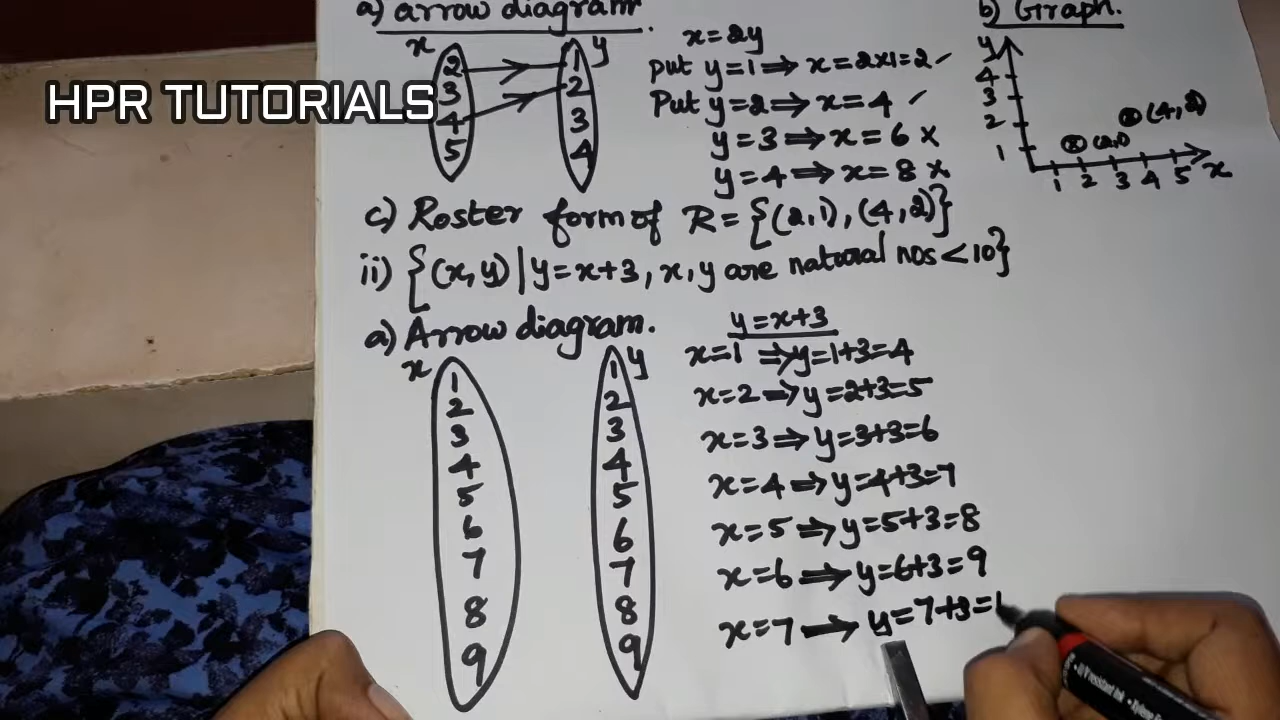 a) arrow diagram.
b) Graph.
HPR TUTORIALS
x y
2 1
3 2
4 3
5 4
x=2y
put y=1 ⟹ x=2x1=2 ✓
Put y=2 ⟹ x=4 ✓
y=3 ⟹ x=6 ×
y=4 ⟹ x=8 ×
y
4
3
2
1
1 2 3 4 5 x
(2,1)
(4,2)
c) Roster form of R={(2,1),(4,2)}
ii) {(x,y)|y=x+3, x,y are natural nos<10}
a) Arrow diagram.
x y
1 1
2 2
3 3
4 4
5 5
6 6
7 7
8 8
9 9
y=x+3
x=1 ⟹ y=1+3=4
x=2 ⟹ y=2+3=5
x=3 ⟹ y=3+3=6
x=4 ⟹ y=4+3=7
x=5 ⟹ y=5+3=8
x=6 ⟹ y=6+3=9
x=7 ⟹ y=7+3=1